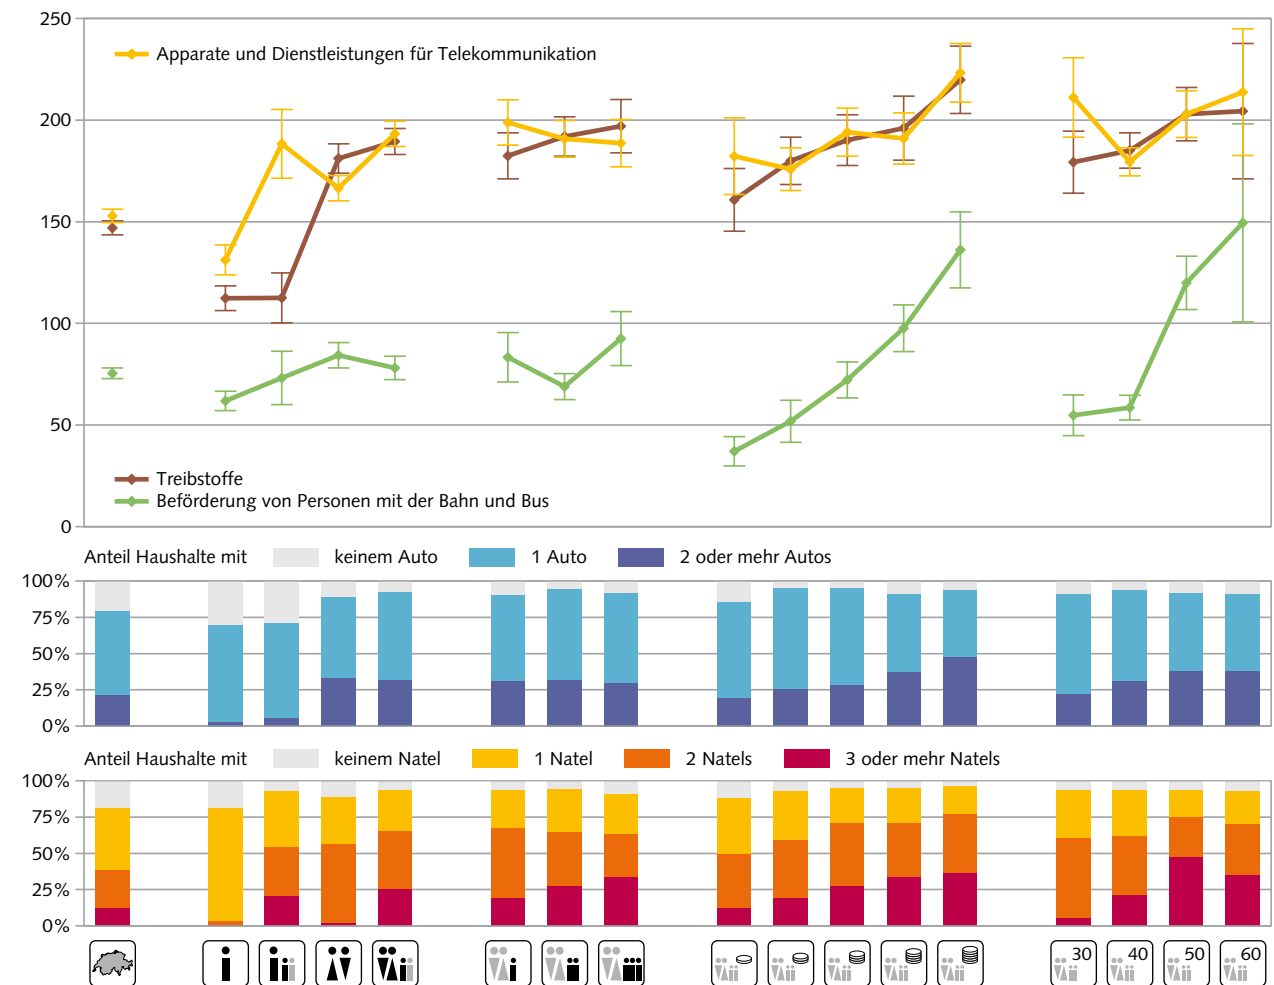 250
Apparate und Dienstleistungen für Telekommunikation
200
150
100
50
Treibstoffe
Beförderung von Personen mit der Bahn und Bus
0
Anteil Haushalte mit keinem Auto 1 Auto 2 oder mehr Autos
100%
75%
50%
25%
0%
Anteil Haushalte mit keinem Natel 1 Natel 2 Natels 3 oder mehr Natels
100%
75%
50%
25%
0%
30 40 50 60